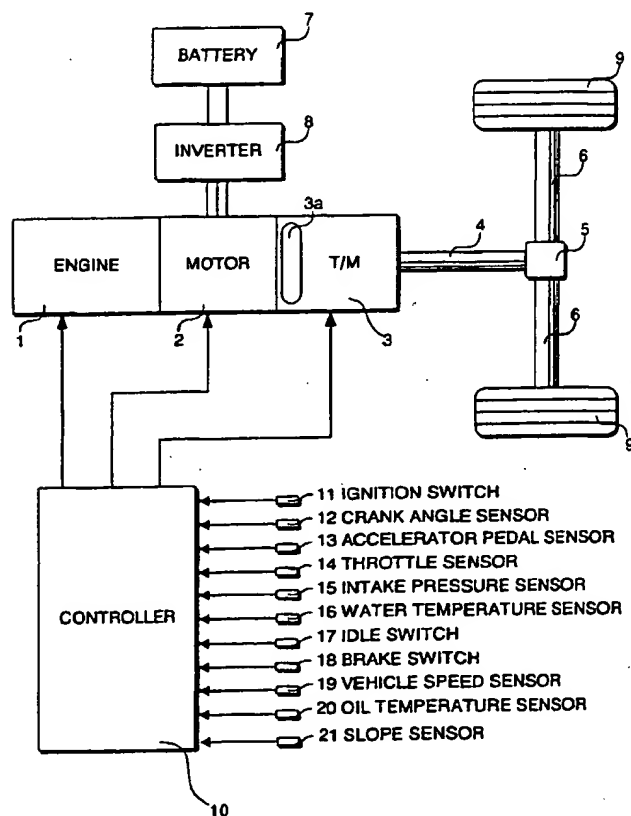 7
BATTERY
9
8
INVERTER
6
3a
4
5
ENGINE
MOTOR
T/M
1
2
3
6
9
11 IGNITION SWITCH
12 CRANK ANGLE SENSOR
13 ACCELERATOR PEDAL SENSOR
14 THROTTLE SENSOR
15 INTAKE PRESSURE SENSOR
CONTROLLER
16 WATER TEMPERATURE SENSOR
17 IDLE SWITCH
18 BRAKE SWITCH
19 VEHICLE SPEED SENSOR
20 OIL TEMPERATURE SENSOR
21 SLOPE SENSOR
10